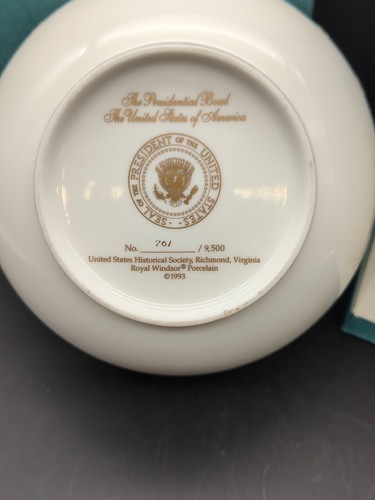 The Presidential Bowl
The United States of America
SEAL OF THE PRESIDENT OF THE UNITED STATES
No. 701 / 9,500
United States Historical Society, Richmond, Virginia
Royal Windsor® Porcelain
©1993